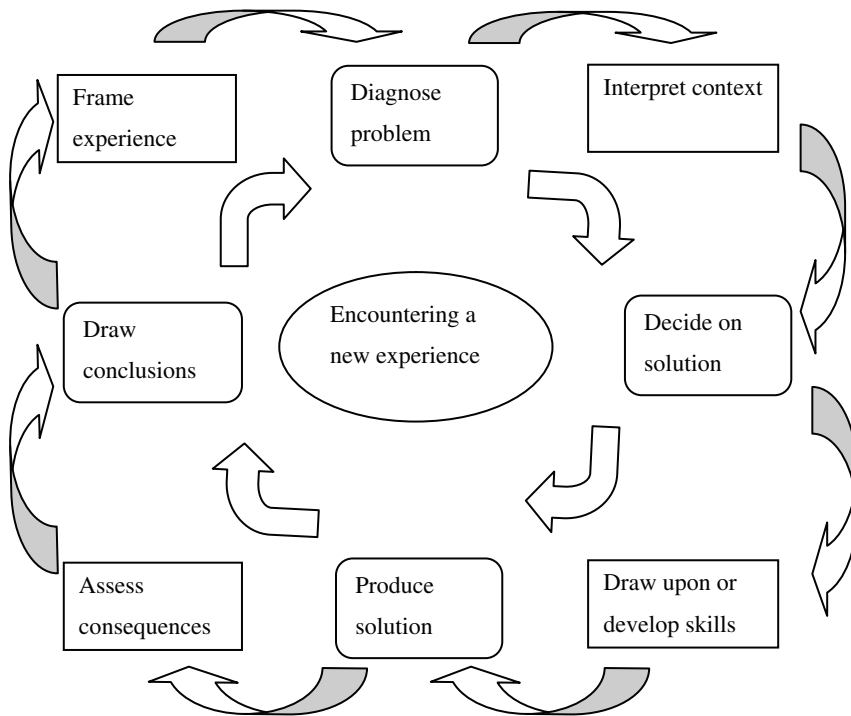 Frame
experience
Diagnose
problem
Interpret context
Draw
conclusions
Encountering a
new experience
Decide on
solution
Assess
consequences
Produce
solution
Draw upon or
develop skills